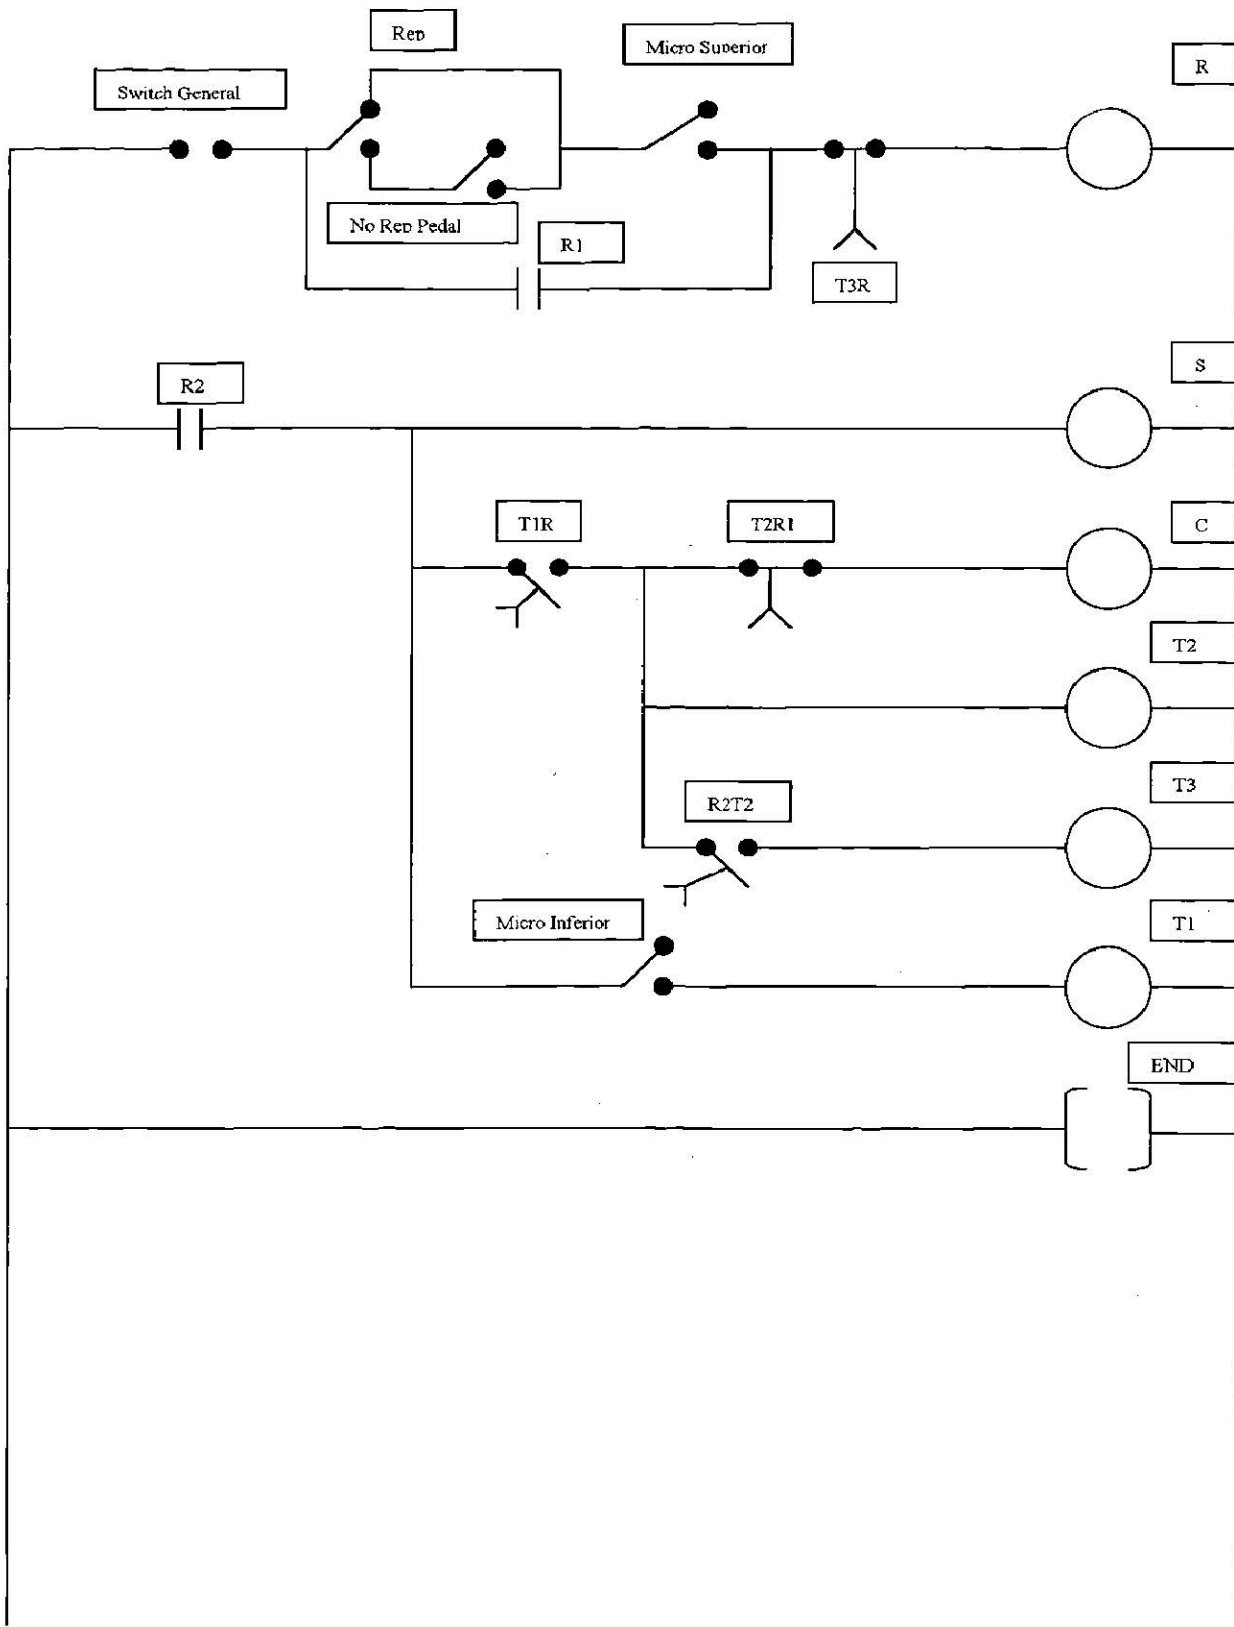 Rep
Micro Superior
R
Switch General
No Rep Pedal
R1
T3R
R2
S
T1R
T2R1
C
T2
R2T2
T3
Micro Inferior
T1
END